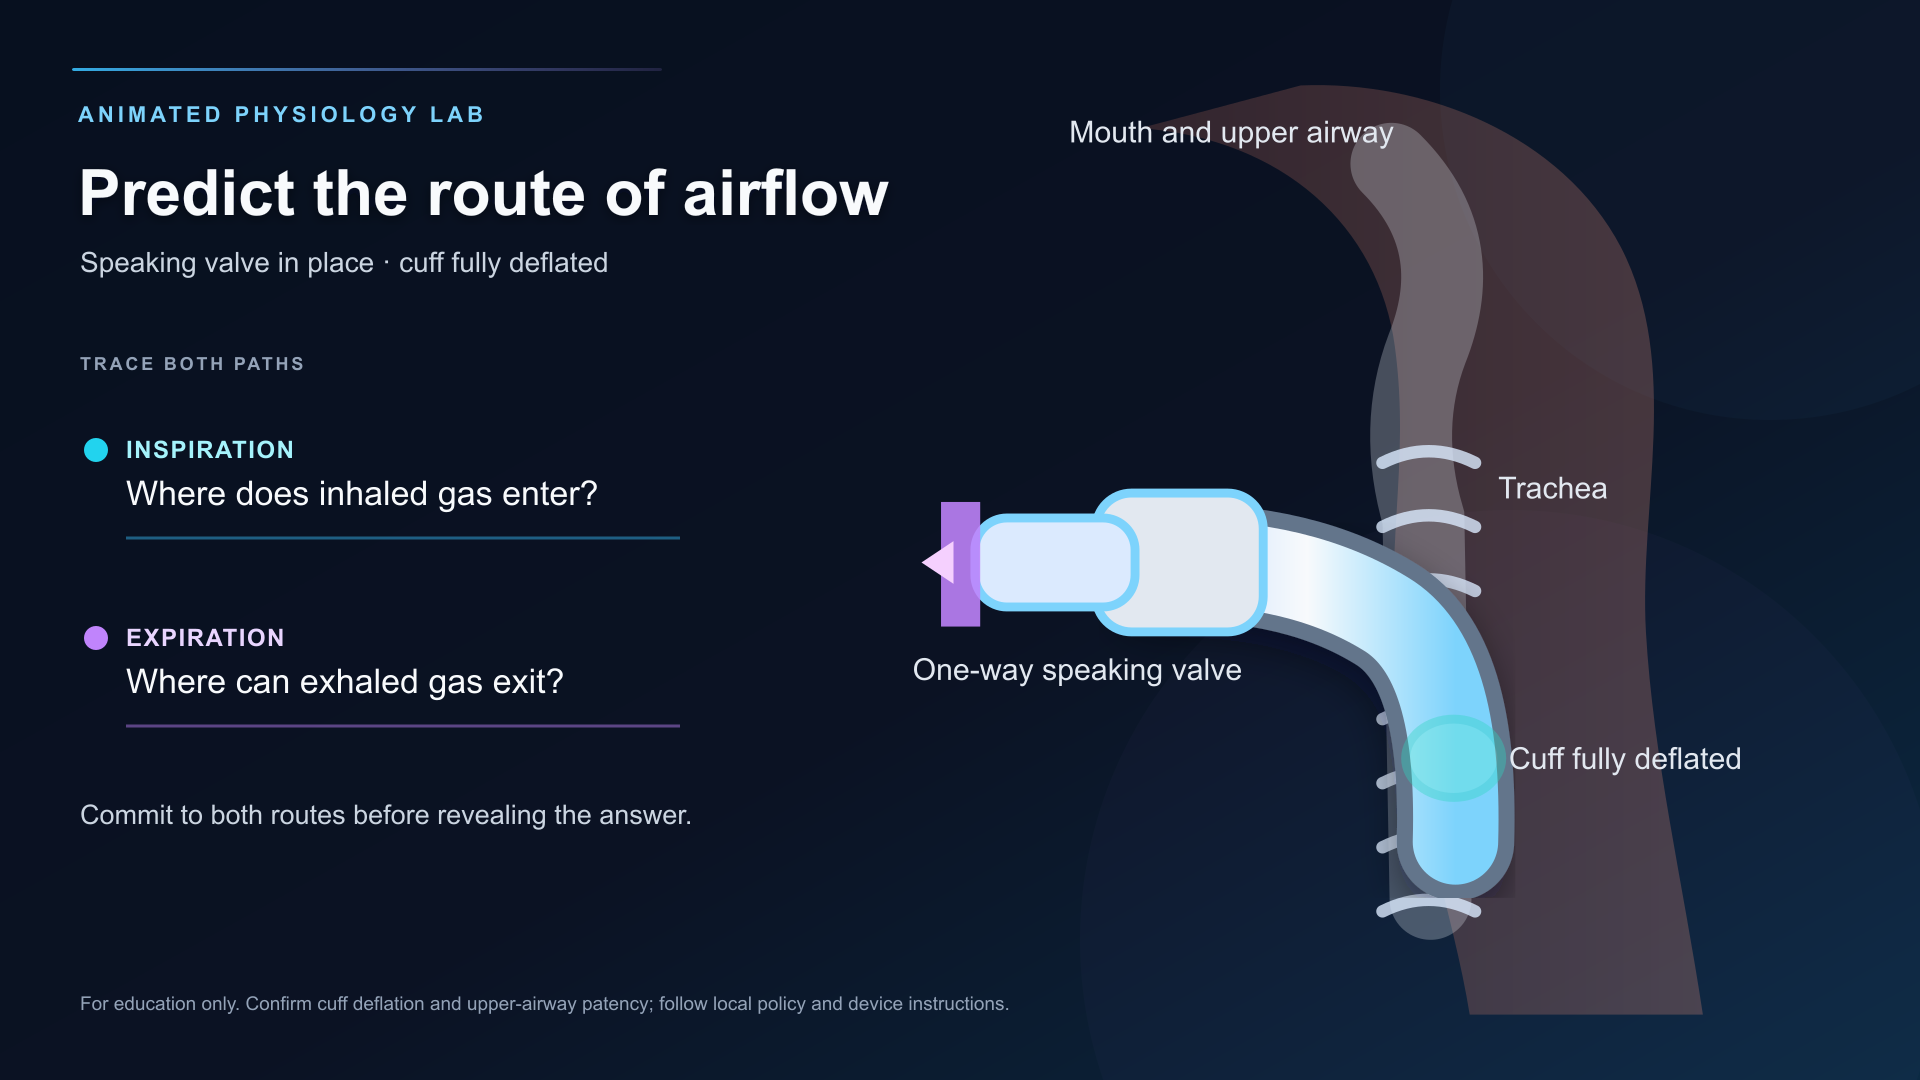 ANIMATED PHYSIOLOGY LAB
Predict the route of airflow
Speaking valve in place · cuff fully deflated
TRACE BOTH PATHS
INSPIRATION
Where does inhaled gas enter?
EXPIRATION
Where can exhaled gas exit?
Commit to both routes before revealing the answer.
Mouth and upper airway
Trachea
One-way speaking valve
Cuff fully deflated
For education only. Confirm cuff deflation and upper-airway patency; follow local policy and device instructions.